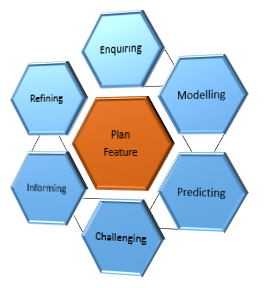 Enquiring
Modelling
Refining
Plan
Feature
Informing
Predicting
Challenging